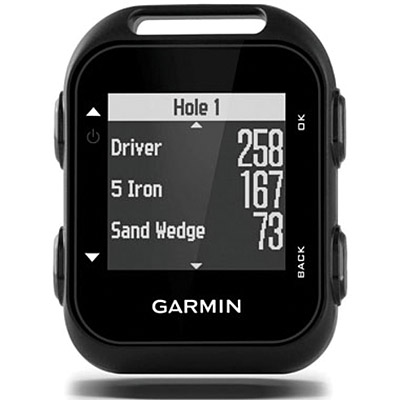 Hole 1
OK
Driver 258
5 Iron 167
Sand Wedge 73
BACK
GARMIN